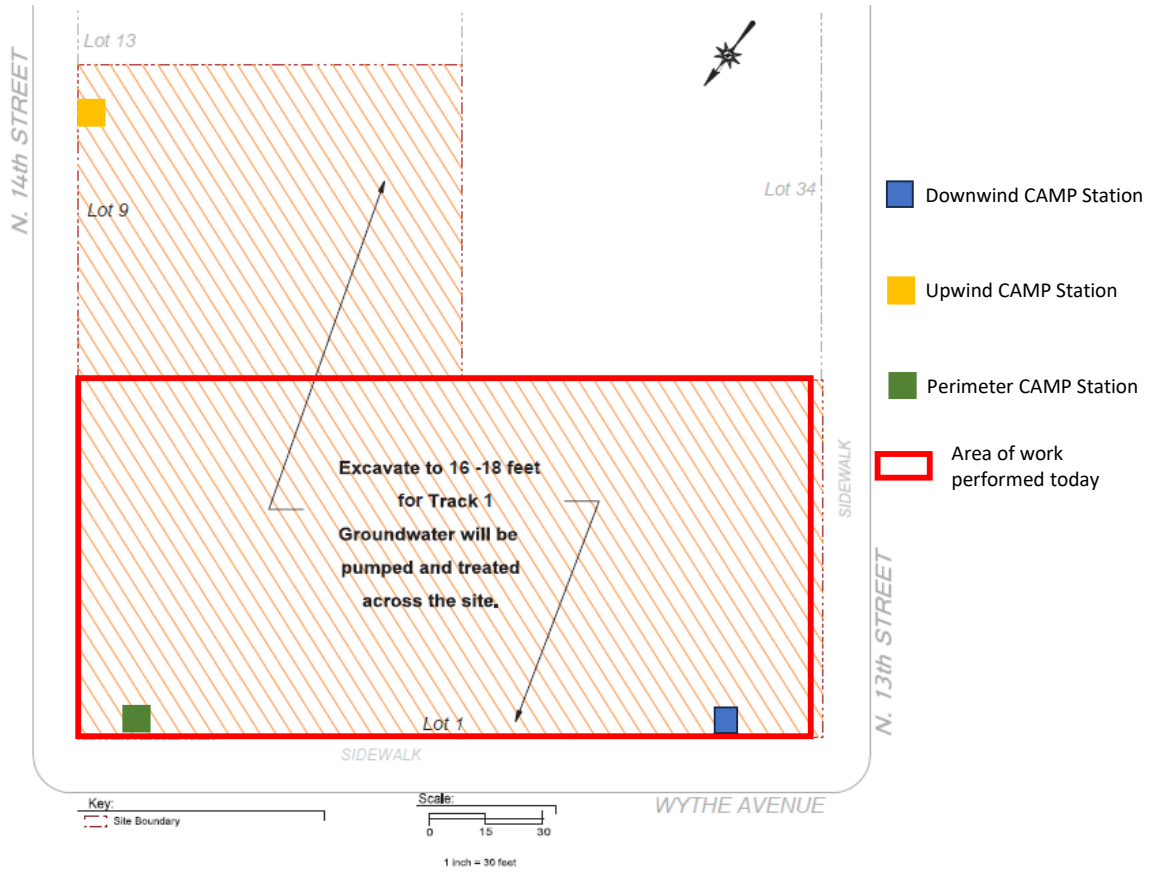 Lot 13
N. 14th STREET
Lot 9
Lot 34
Downwind CAMP Station
Upwind CAMP Station
Perimeter CAMP Station
Area of work
performed today
Excavate to 16 -18 feet
for Track 1
Groundwater will be
pumped and treated
across the site.
SIDEWALK
N. 13th STREET
Lot 1
SIDEWALK
WYTHE AVENUE
Key:
Site Boundary
Scale:
0 15 30
1 inch = 30 feet